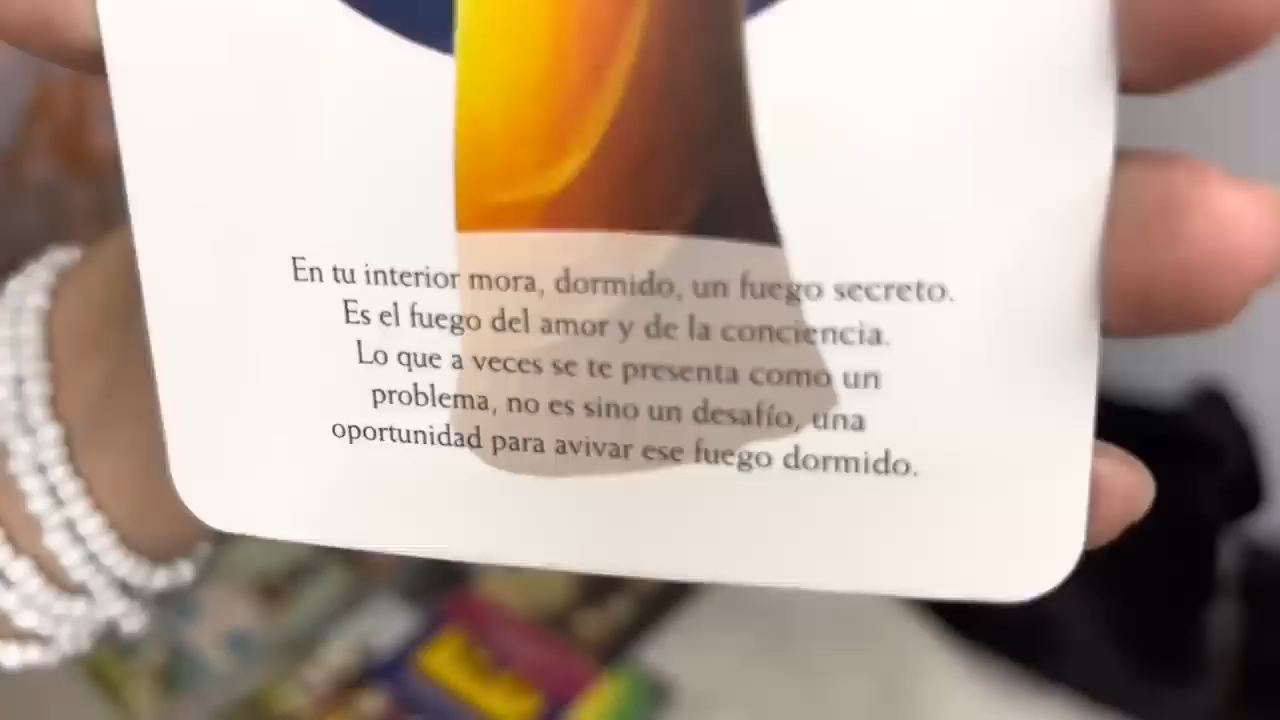 En tu interior mora, dormido, un fuego secreto.
Es el fuego del amor y de la conciencia.
Lo que a veces se te presenta como un
problema, no es sino un desafío, una
oportunidad para avivar ese fuego dormido.